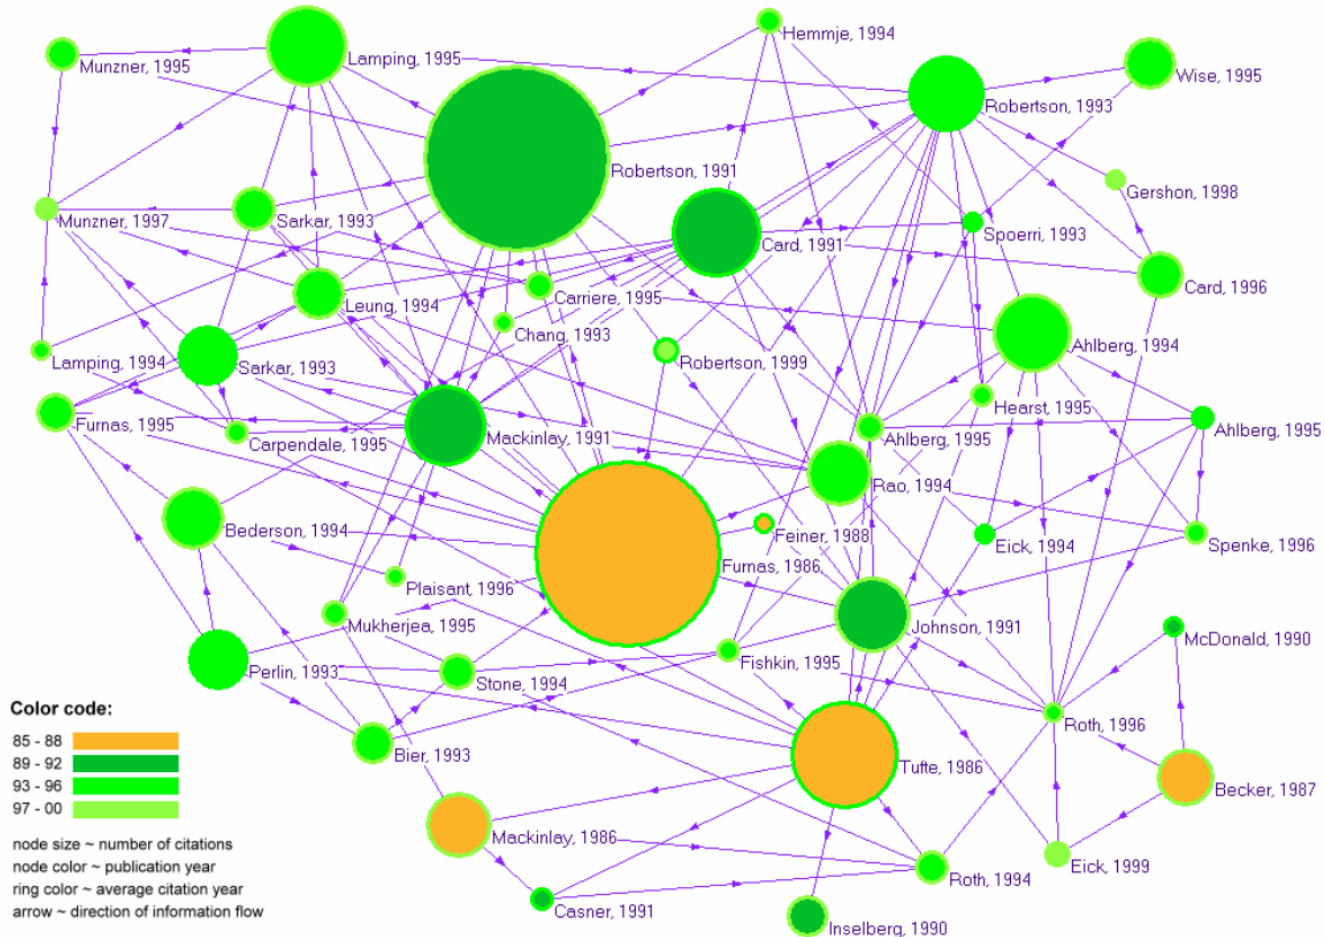 Hemmje, 1994
Munzner, 1995
Lamping, 1995
Wise, 1995
Robertson, 1993
Robertson, 1991
Gershon, 1998
Munzner, 1997
Sarkar, 1993
Card, 1991
Spoerri, 1993
Leung, 1994
Carriere, 1995
Card, 1996
Chang, 1993
Ahlberg, 1994
Lamping, 1994
Sarkar, 1993
Robertson, 1999
Hearst, 1995
Furnas, 1995
Carpendale, 1995
Mackinlay, 1991
Ahlberg, 1995
Ahlberg, 1995
Rao, 1994
Bederson, 1994
Feiner, 1988
Eick, 1994
Spenke, 1996
Furnas, 1986
Plaisant, 1996
Mukherjea, 1995
Johnson, 1991
McDonald, 1990
Perlin, 1993
Stone, 1994
Fishkin, 1995
Color code:
85 - 88
89 - 92
93 - 96
97 - 00
Roth, 1996
Bier, 1993
Tufte, 1986
Becker, 1987
node size ~ number of citations
node color ~ publication year
ring color ~ average citation year
arrow ~ direction of information flow
Mackinlay, 1986
Eick, 1999
Roth, 1994
Casner, 1991
Inselberg, 1990